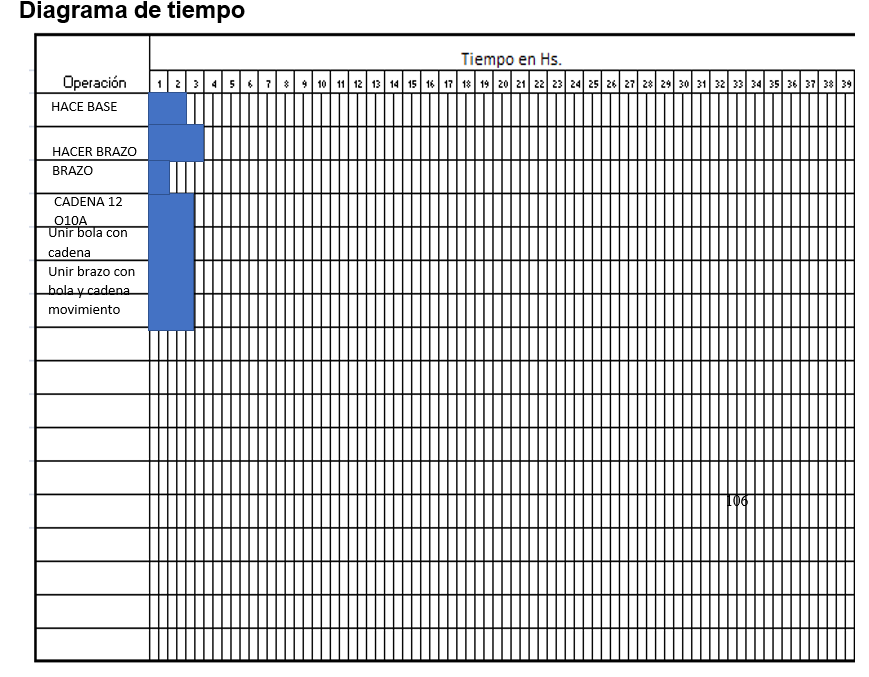 Diagrama de tiempo
Tiempo en Hs.
Operación
1 2 3 4 5 6 7 8 9 10 11 12 13 14 15 16 17 18 19 20 21 22 23 24 25 26 27 28 29 30 31 32 33 34 35 36 37 38 39
HACE BASE
HACER BRAZO
BRAZO
CADENA 12
O10A
Unir bola con
cadena
Unir brazo con
bola y cadena
movimiento
106